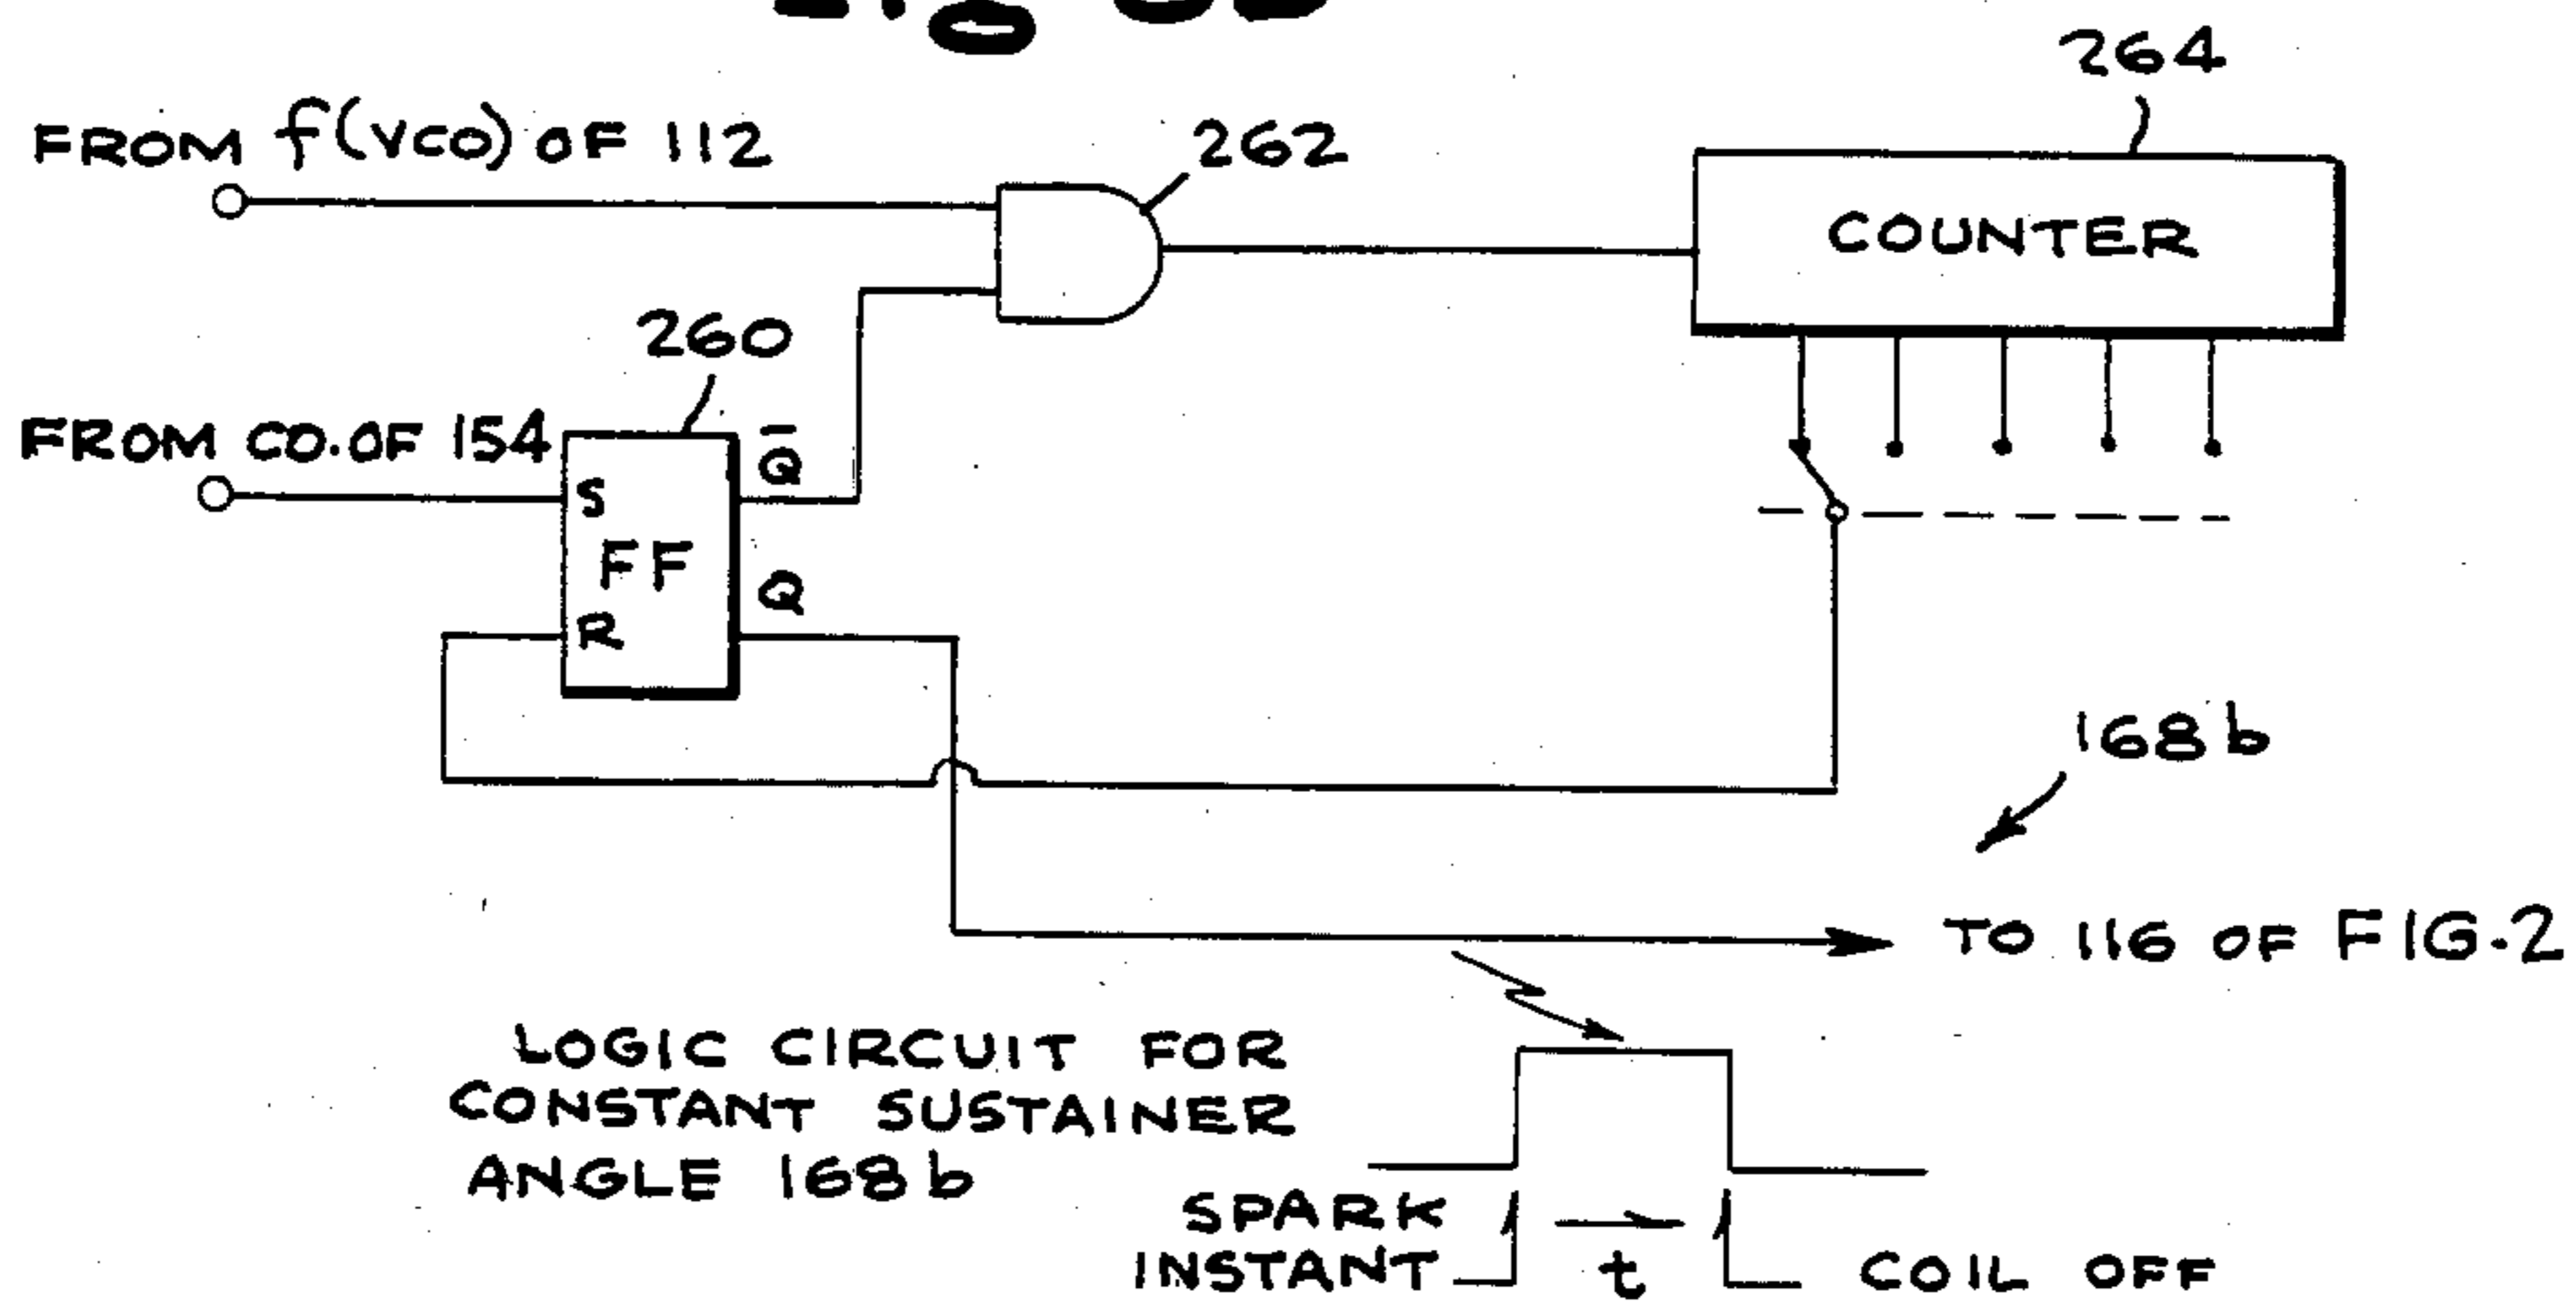 264
FROM f(VCO) OF 112
262
COUNTER
260
FROM CO. OF 154
Q̅
S
FF
Q
R
168b
TO 116 OF FIG.2
LOGIC CIRCUIT FOR
CONSTANT SUSTAINER
ANGLE 168b
SPARK
INSTANT
t
COIL OFF